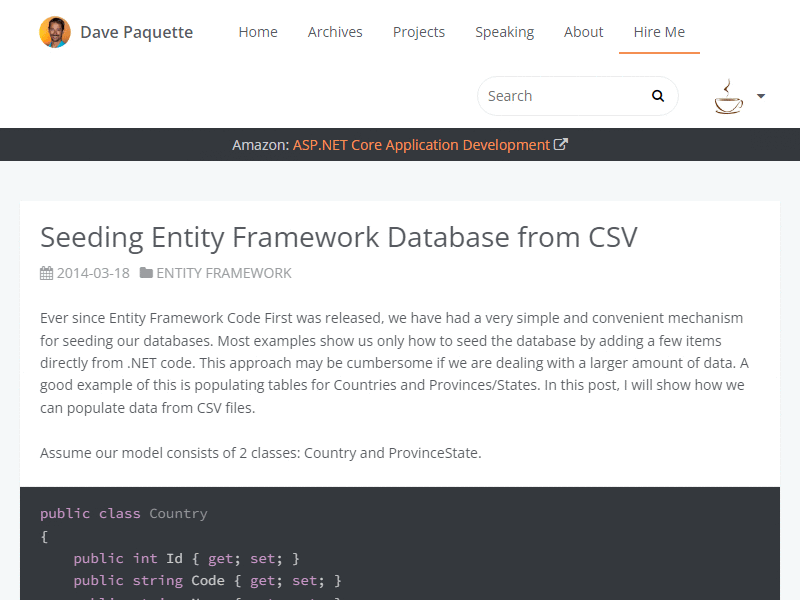 Dave Paquette
Home Archives Projects Speaking About Hire Me
Search
Amazon: ASP.NET Core Application Development
Seeding Entity Framework Database from CSV
2014-03-18 ENTITY FRAMEWORK
Ever since Entity Framework Code First was released, we have had a very simple and convenient mechanism
for seeding our databases. Most examples show us only how to seed the database by adding a few items
directly from .NET code. This approach may be cumbersome if we are dealing with a larger amount of data. A
good example of this is populating tables for Countries and Provinces/States. In this post, I will show how we
can populate data from CSV files.
Assume our model consists of 2 classes: Country and ProvinceState.
public class Country
{
public int Id { get; set; }
public string Code { get; set; }